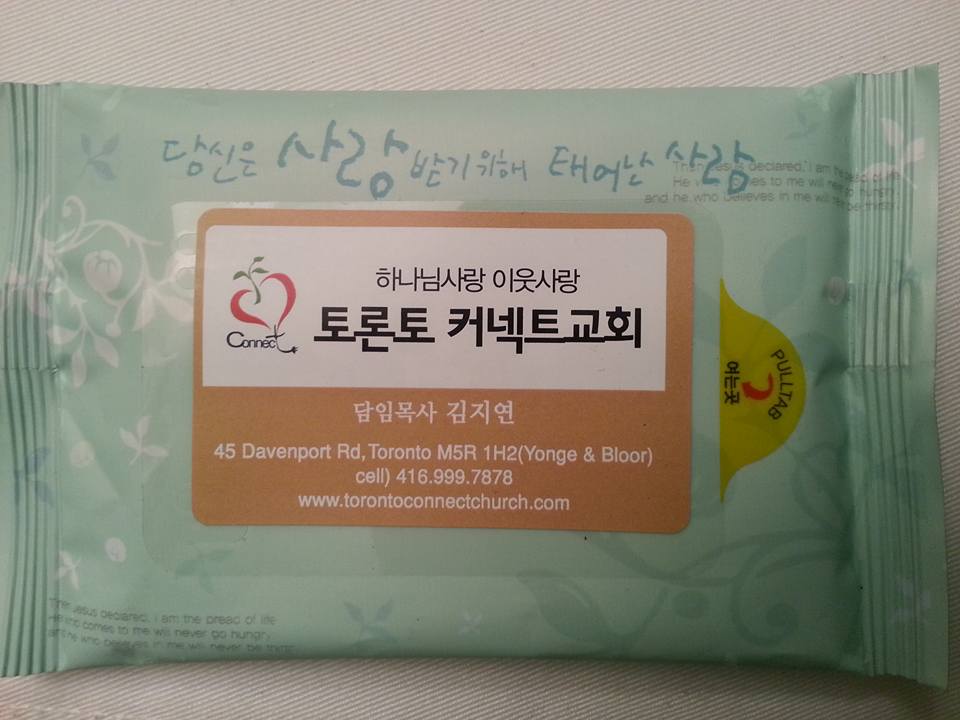 당신은 사랑 받기위해 태어난 사람
Then Jesus declared, I am the bread of life
He who comes to me will never go hungry
and he who believes in me will never be thirsty
하나님사랑 이웃사랑
Connect
토론토 커넥트교회
PULLTAB
여는곳
담임목사 김지연
45 Davenport Rd, Toronto M5R 1H2(Yonge & Bloor)
cell) 416.999.7878
www.torontoconnectchurch.com
Then Jesus declared, I am the bread of life
He who comes to me will never go hungry
and he who believes in me will never be thirsty